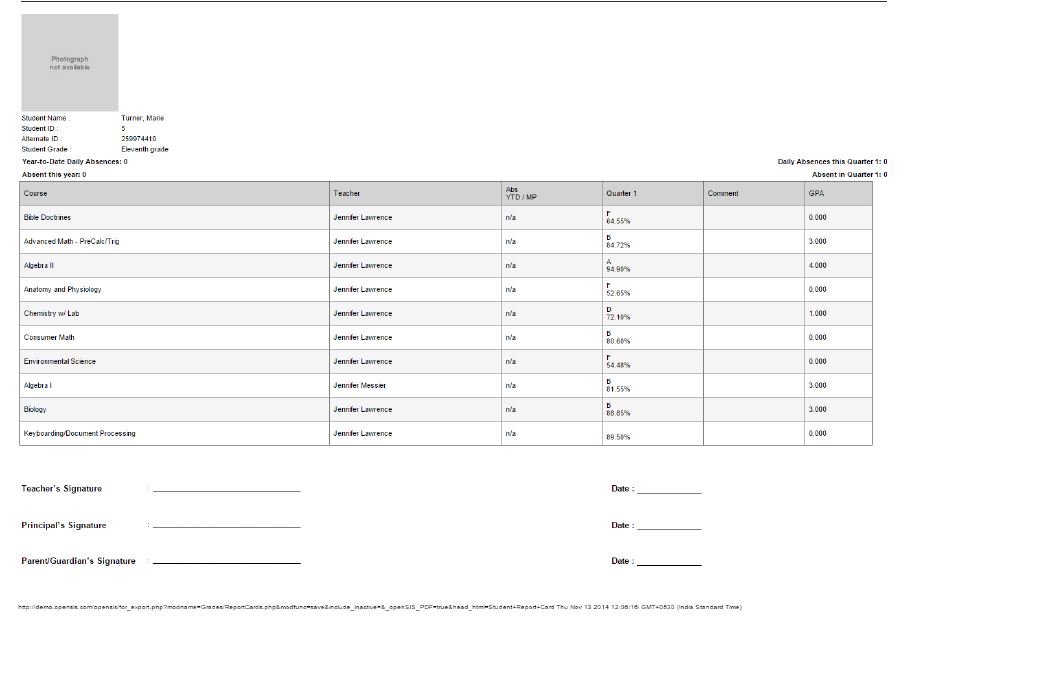 Photograph
not available
Student Name : Turner, Marie
Student ID : 5
Alternate ID : 259974410
Student Grade : Eleventh grade
Year-to-Date Daily Absences: 0 Daily Absences this Quarter 1: 0
Absent this year: 0 Absent in Quarter 1: 0
Course Teacher Abs YTD / MP Quarter 1 Comment GPA
Bible Doctrines Jennifer Lawrence n/a F 64.55% 0.000
Advanced Math - PreCalc/Trig Jennifer Lawrence n/a B 84.72% 3.000
Algebra II Jennifer Lawrence n/a A 94.90% 4.000
Anatomy and Physiology Jennifer Lawrence n/a F 52.65% 0.000
Chemistry w/ Lab Jennifer Lawrence n/a D 72.10% 1.000
Consumer Math Jennifer Lawrence n/a B 80.60% 0.000
Environmental Science Jennifer Lawrence n/a F 54.48% 0.000
Algebra I Jennifer Messier n/a B 81.55% 3.000
Biology Jennifer Lawrence n/a B 88.85% 3.000
Keyboarding/Document Processing Jennifer Lawrence n/a 89.50% 0.000
Teacher's Signature : Date :
Principal's Signature : Date :
Parent/Guardian's Signature : Date :
http://demo.opensis.com/opensis/for_export.php?modname=Grades/ReportCards.php&modfunc=save&include_inactive=&_openSIS_PDF=true&head_html=Student+Report+Card Thu Nov 13 2014 12:06:16 GMT+0530 (India Standard Time)